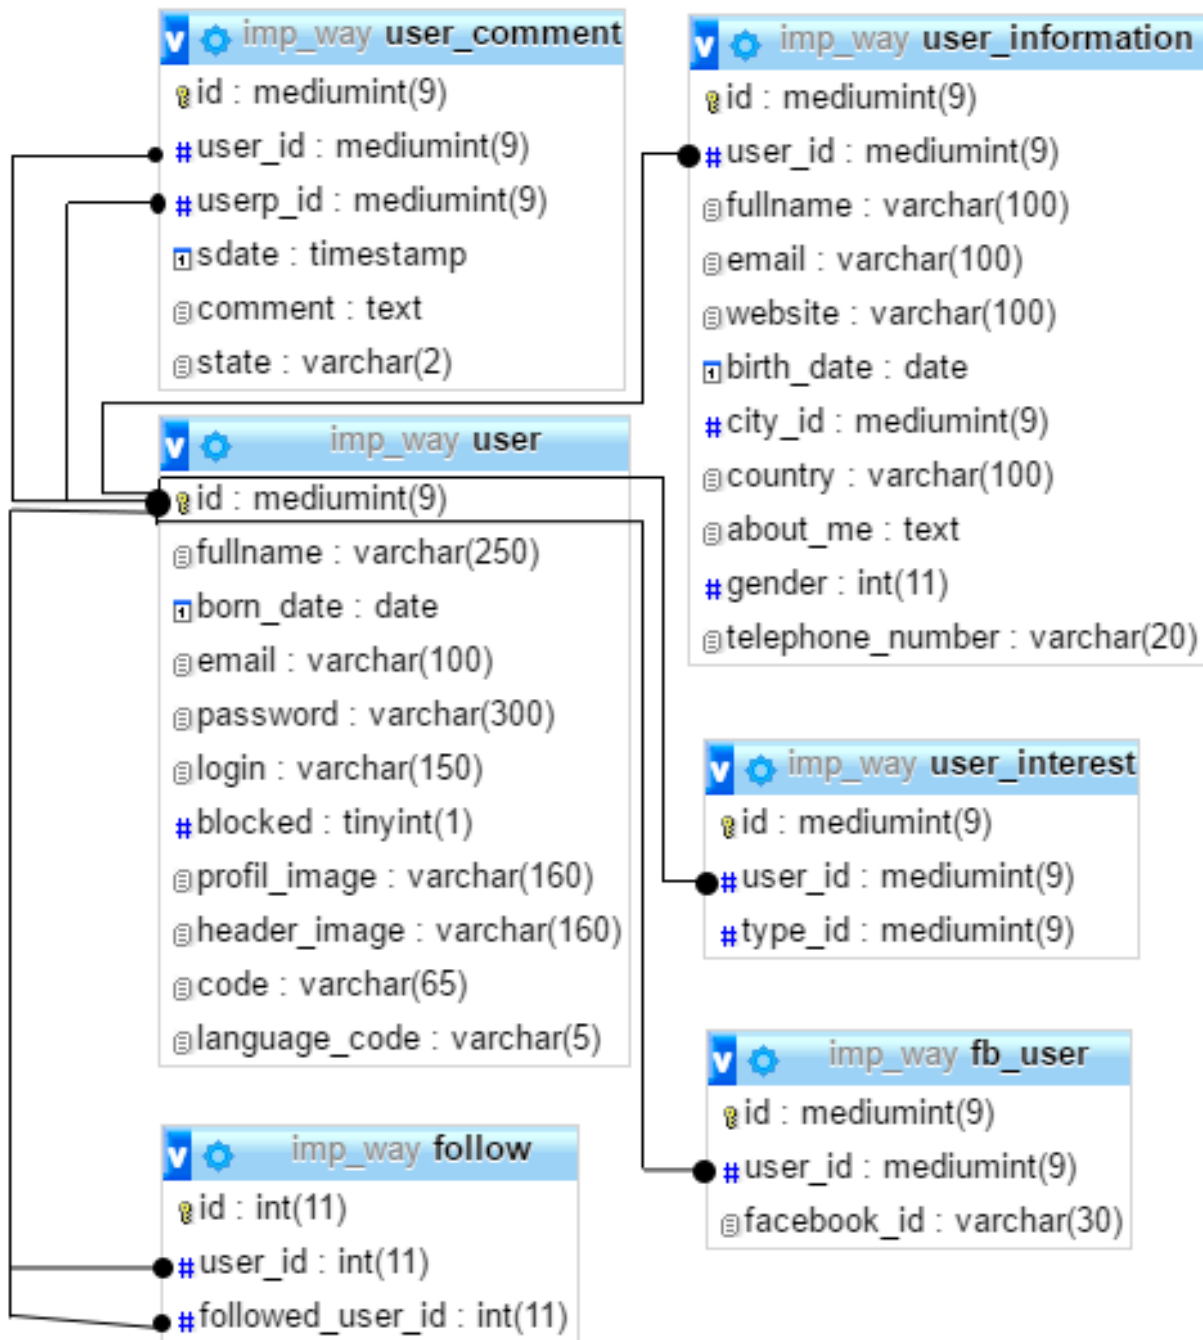 v imp_way user_comment
id : mediumint(9)
# user_id : mediumint(9)
# userp_id : mediumint(9)
sdate : timestamp
comment : text
state : varchar(2)
v imp_way user_information
id : mediumint(9)
# user_id : mediumint(9)
fullname : varchar(100)
email : varchar(100)
website : varchar(100)
birth_date : date
# city_id : mediumint(9)
country : varchar(100)
about_me : text
# gender : int(11)
telephone_number : varchar(20)
v imp_way user
id : mediumint(9)
fullname : varchar(250)
born_date : date
email : varchar(100)
password : varchar(300)
login : varchar(150)
# blocked : tinyint(1)
profil_image : varchar(160)
header_image : varchar(160)
code : varchar(65)
language_code : varchar(5)
v imp_way user_interest
id : mediumint(9)
# user_id : mediumint(9)
# type_id : mediumint(9)
v imp_way fb_user
id : mediumint(9)
# user_id : mediumint(9)
facebook_id : varchar(30)
v imp_way follow
id : int(11)
# user_id : int(11)
# followed_user_id : int(11)